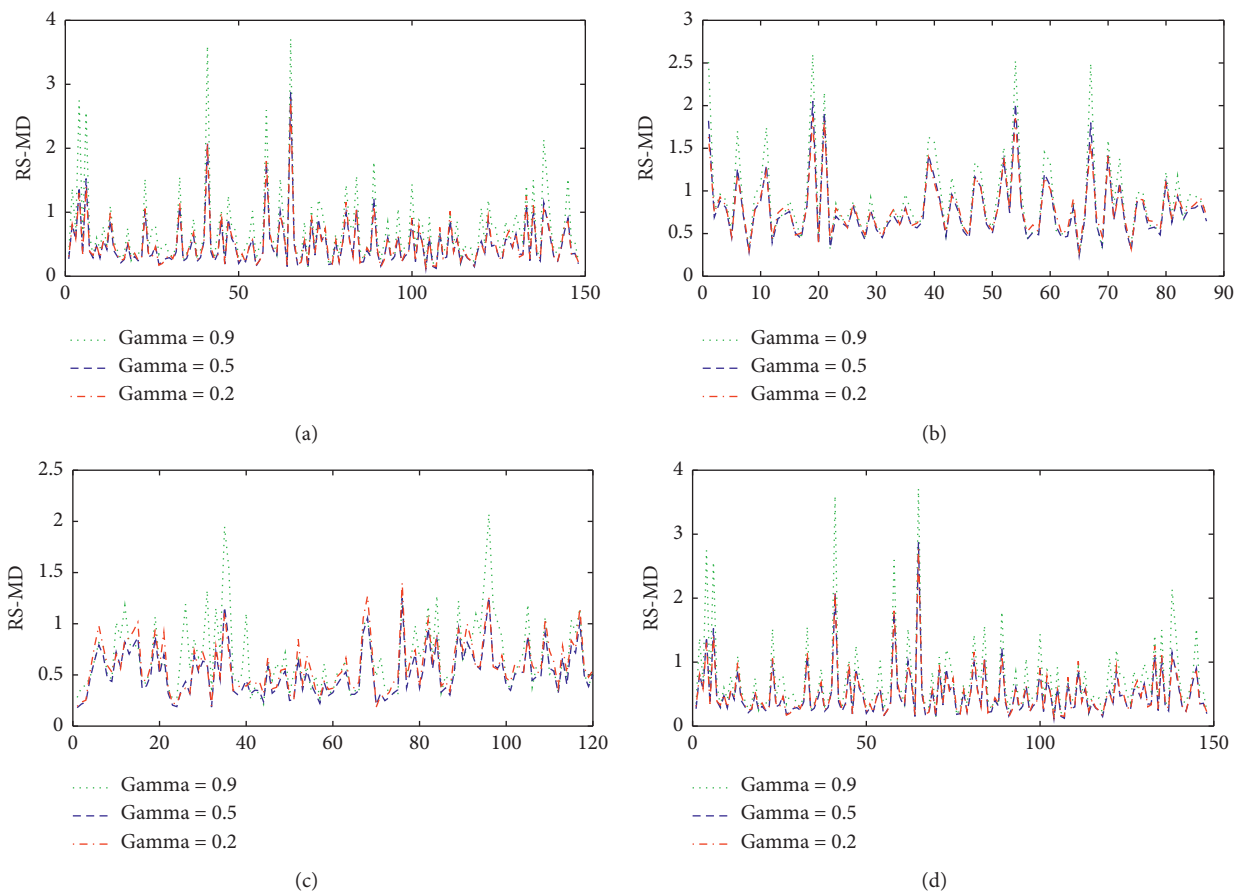 4
3
2
1
0
RS-MD
0 50 100 150
Gamma = 0.9
Gamma = 0.5
Gamma = 0.2
(a)
3
2.5
2
1.5
1
0.5
0
RS-MD
0 10 20 30 40 50 60 70 80 90
Gamma = 0.9
Gamma = 0.5
Gamma = 0.2
(b)
2.5
2
1.5
1
0.5
0
RS-MD
0 20 40 60 80 100 120
Gamma = 0.9
Gamma = 0.5
Gamma = 0.2
(c)
4
3
2
1
0
RS-MD
0 50 100 150
Gamma = 0.9
Gamma = 0.5
Gamma = 0.2
(d)